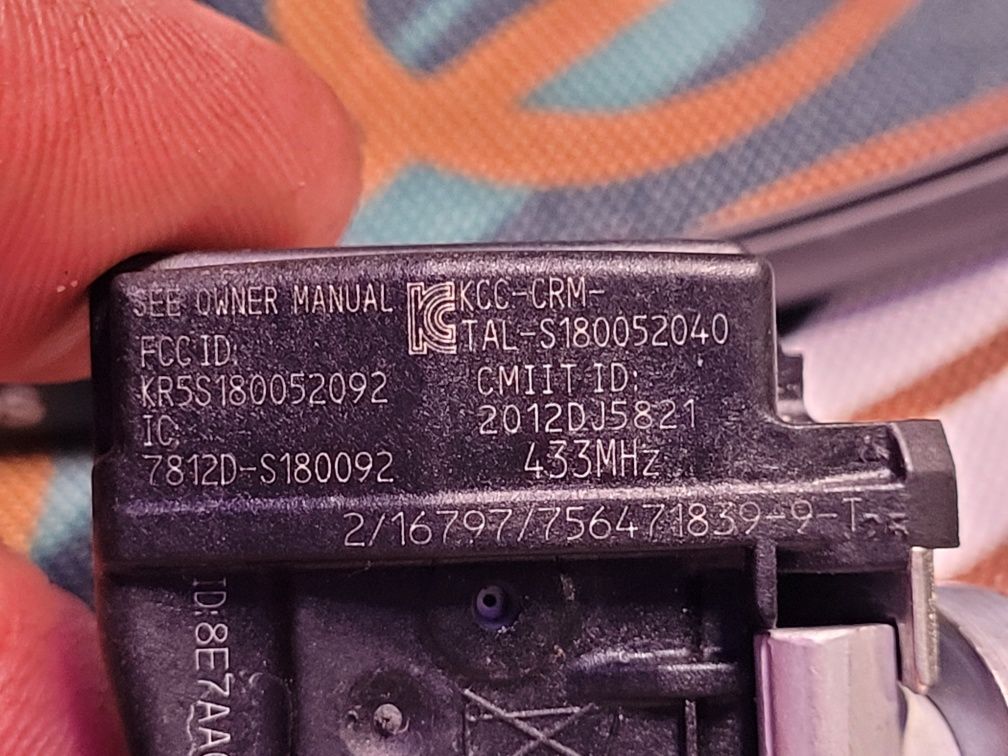 SEE OWNER MANUAL
FCC ID:
KR5S180052092
IC:
7812D-S180092
KC KCC-CRM-
TAL-S180052040
CMIIT ID:
2012DJ5821
433MHz
2/16797/756471839-9-T
ID:8E7AA